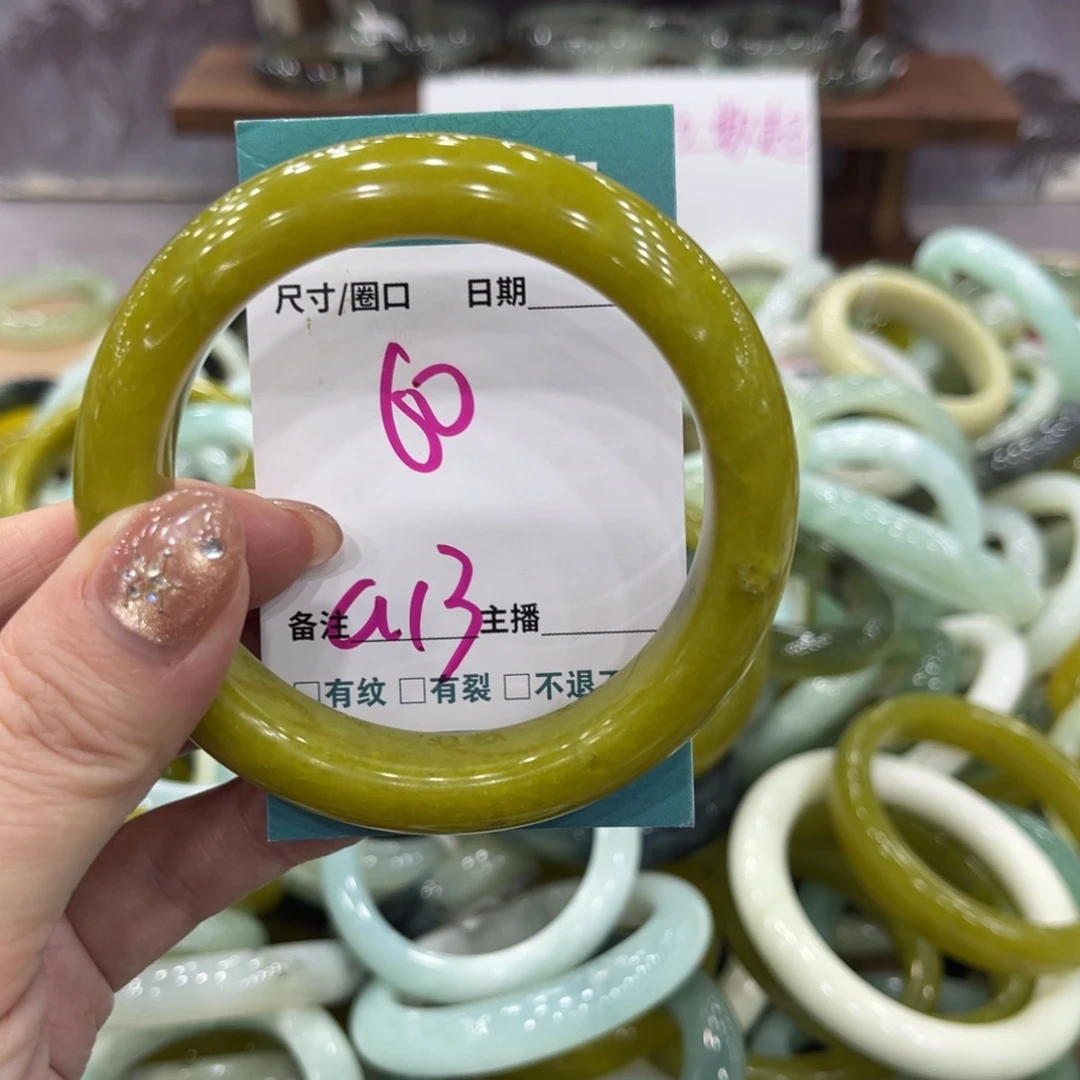 尺寸/圈口 日期
60
备注 a13 主播
□有纹 □有裂 □不退